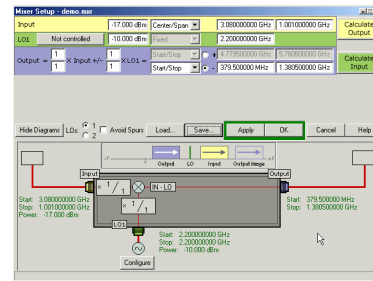 Mixer Setup - demo.mxr
Input -17.000 dBm Center/Span 3.080000000 GHz 1.001000000 GHz Calculate Output
LO1 Not controlled -10.000 dBm Fixed 2.200000000 GHz
Output = 1 1 X Input +/- 1 1 X LO1 = Start/Stop + 4.779500000 GHz 5.780500000 GHz Calculate Input
Start/Stop - 379.500000 MHz 1.380500000 GHz
Hide Diagrams LOs: 1 2 Avoid Spurs Load... Save... Apply OK Cancel Help
-f Output LO Input Output Image +f
Input Output
× 1/1 IN - LO
Start: 3.080000000 GHz
Stop: 1.001000000 GHz
Power: -17.000 dBm
Start: 379.500000 MHz
Stop: 1.380500000 GHz
× 1/1
LO1
Start: 2.200000000 GHz
Stop: 2.200000000 GHz
Power: -10.000 dBm
Configure